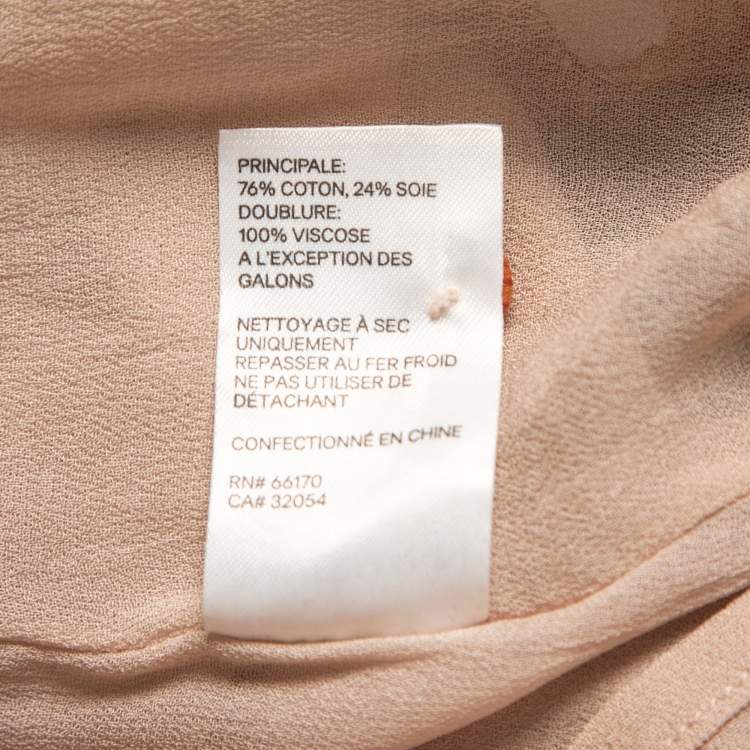 PRINCIPALE:
76% COTON, 24% SOIE
DOUBLURE:
100% VISCOSE
A L'EXCEPTION DES
GALONS
NETTOYAGE À SEC
UNIQUEMENT
REPASSER AU FER FROID
NE PAS UTILISER DE
DÉTACHANT
CONFECTIONNÉ EN CHINE
RN# 66170
CA# 32054